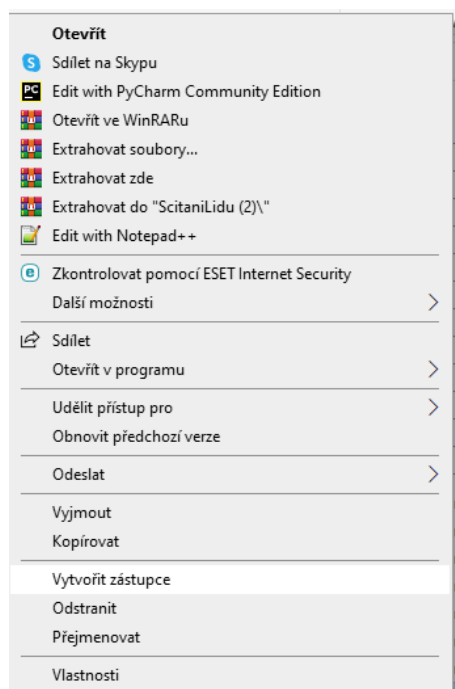 Otevřít
Sdílet na Skypu
Edit with PyCharm Community Edition
Otevřít ve WinRARu
Extrahovat soubory...
Extrahovat zde
Extrahovat do "ScitaniLidu (2)\"
Edit with Notepad++
Zkontrolovat pomocí ESET Internet Security
Další možnosti
Sdílet
Otevřít v programu
Udělit přístup pro
Obnovit předchozí verze
Odeslat
Vyjmout
Kopírovat
Vytvořit zástupce
Odstranit
Přejmenovat
Vlastnosti